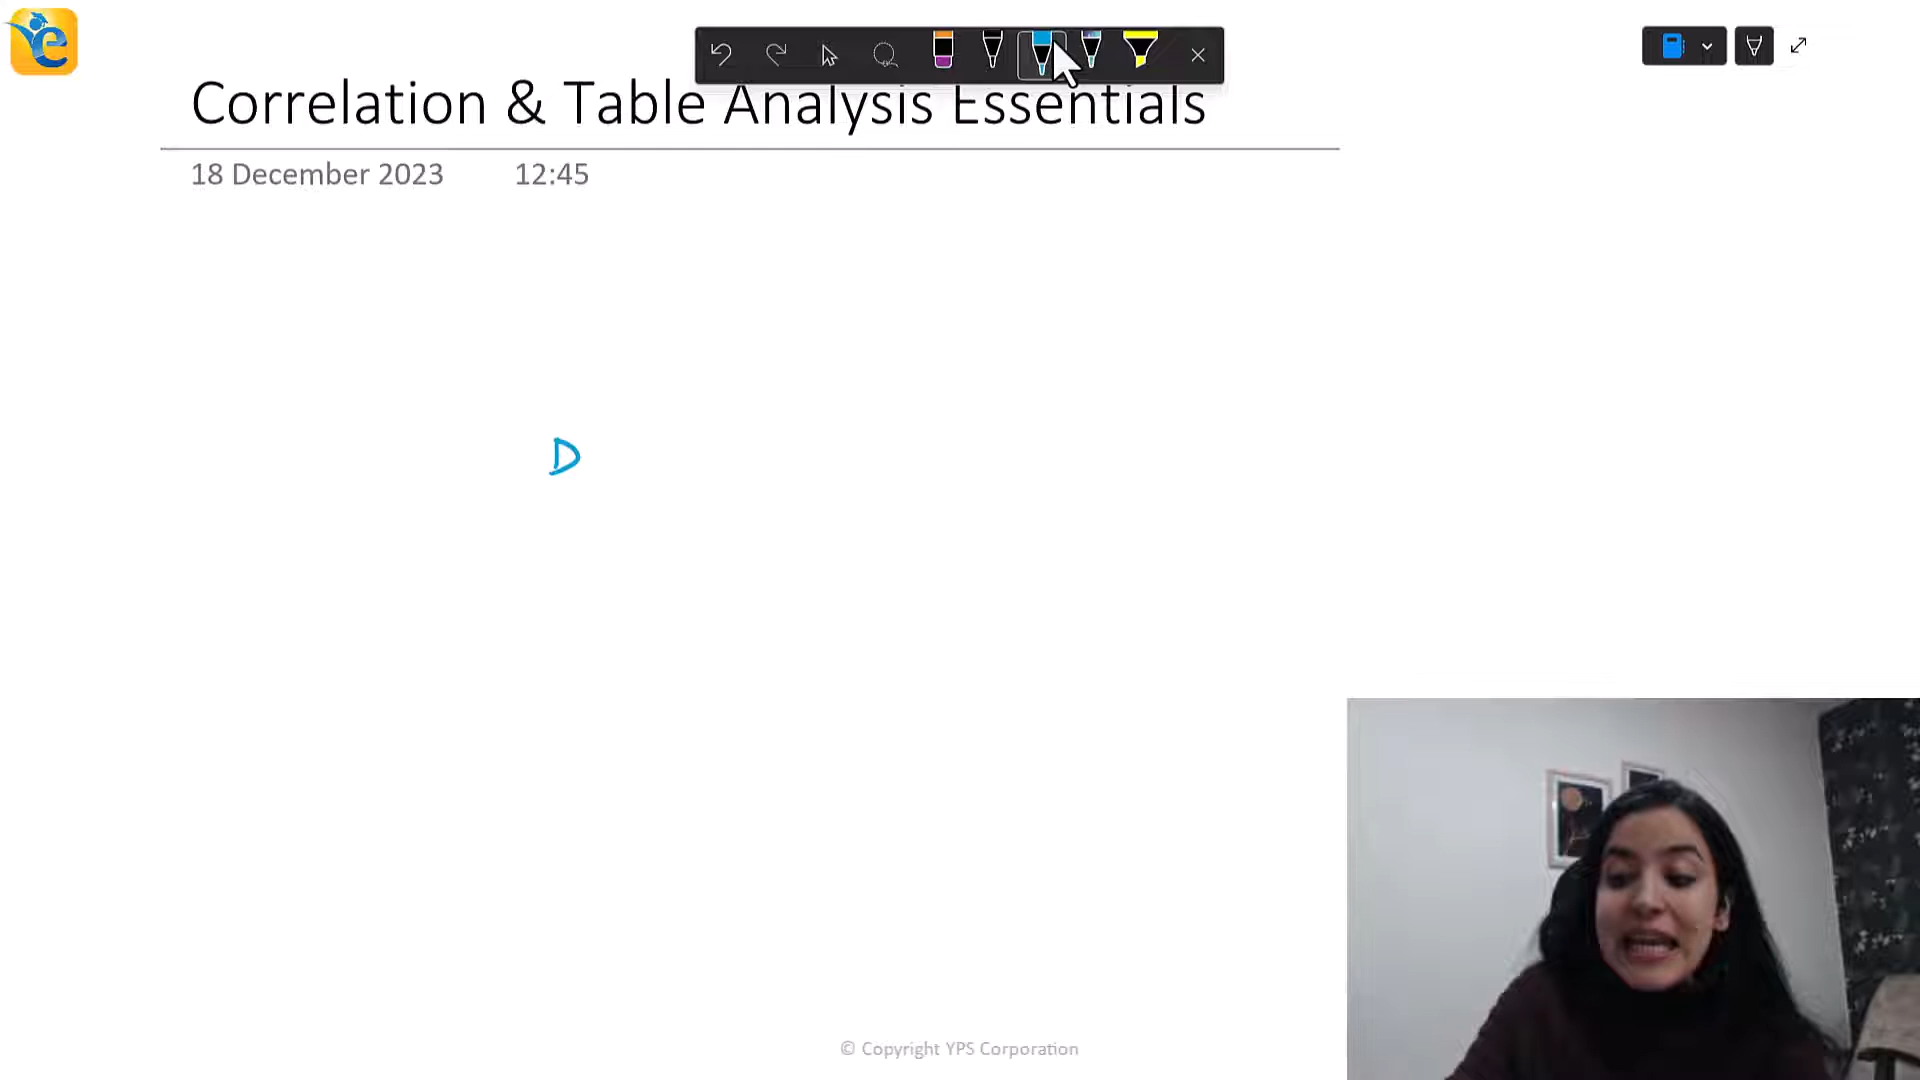 e
Correlation & Table Analysis Essentials
18 December 2023 12:45
D
© Copyright YPS Corporation